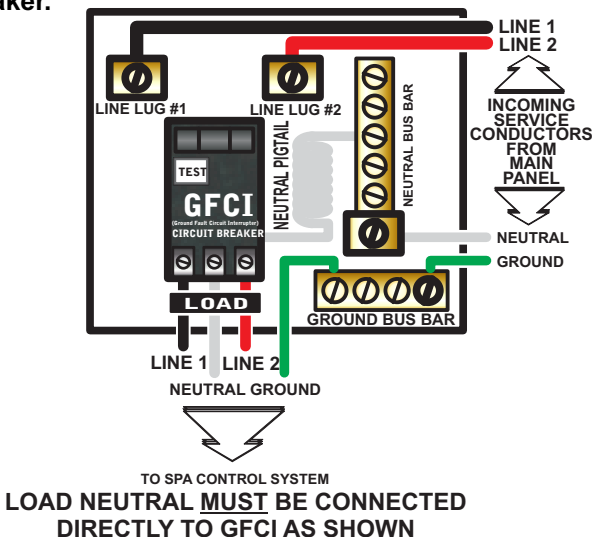 aker.
LINE 1
LINE 2
LINE LUG #1
LINE LUG #2
INCOMING
SERVICE
CONDUCTORS
FROM
MAIN
PANEL
NEUTRAL BUS BAR
NEUTRAL PIGTAIL
TEST
GFCI
(Ground Fault Circuit Interrupter)
CIRCUIT BREAKER
NEUTRAL
GROUND
LOAD
GROUND BUS BAR
LINE 1
LINE 2
NEUTRAL
GROUND
TO SPA CONTROL SYSTEM
LOAD NEUTRAL MUST BE CONNECTED
DIRECTLY TO GFCI AS SHOWN